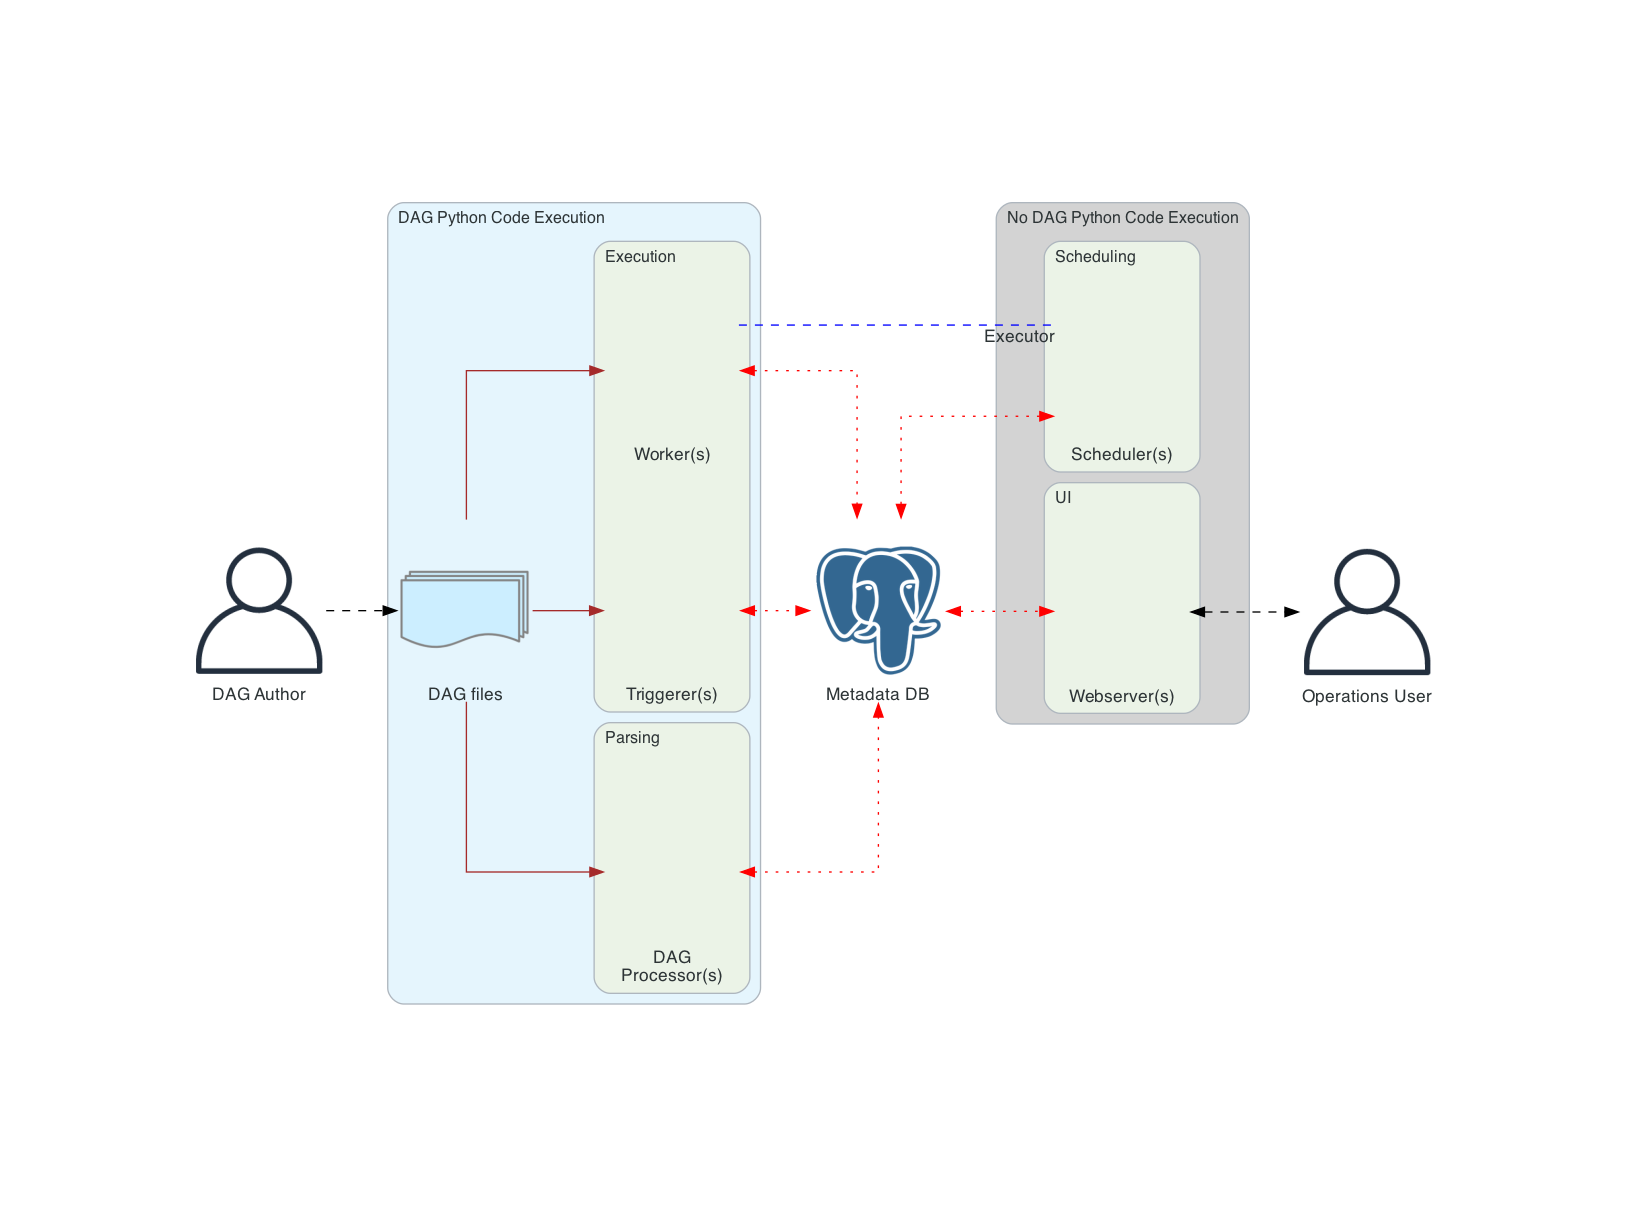 DAG Python Code Execution
No DAG Python Code Execution
Execution
Scheduling
Executor
Worker(s)
Scheduler(s)
UI
DAG Author
DAG files
Triggerer(s)
Metadata DB
Webserver(s)
Operations User
Parsing
DAG
Processor(s)